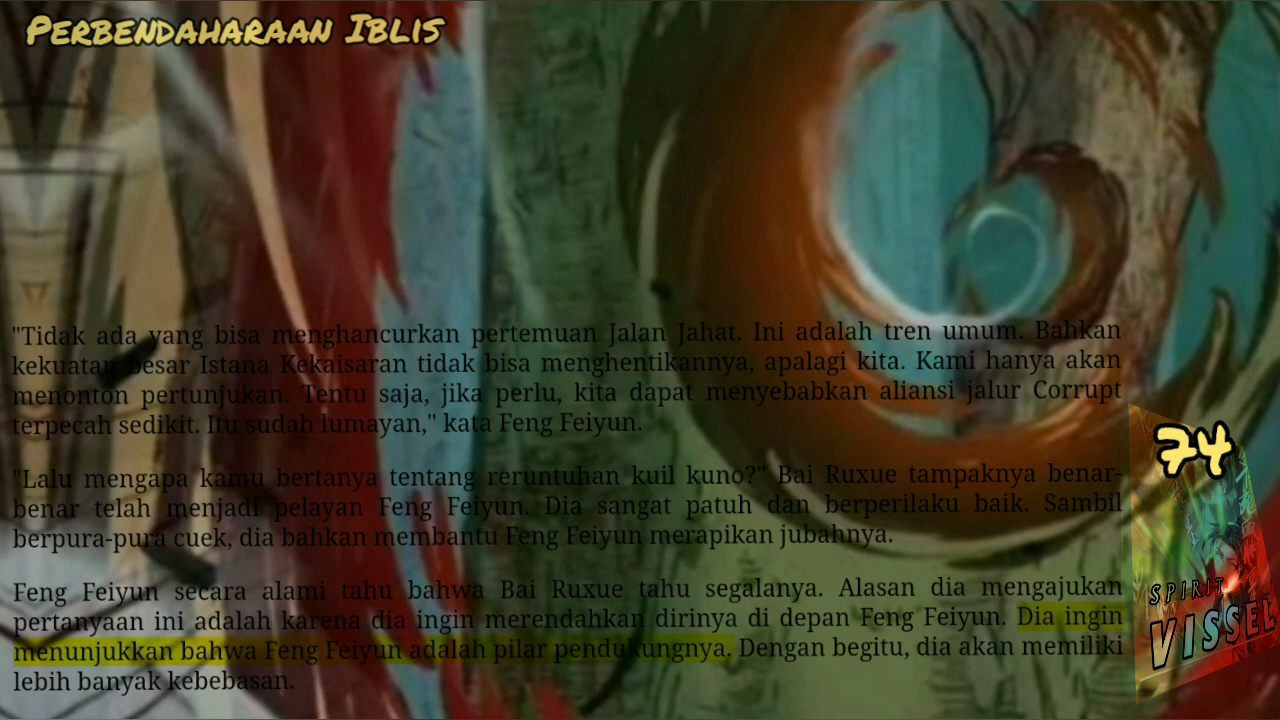 Perbendaharaan Iblis
"Tidak ada yang bisa menghancurkan pertemuan Jalan Jahat. Ini adalah tren umum. Bahkan
kekuatan besar Istana Kekaisaran tidak bisa menghentikannya, apalagi kita. Kami hanya akan
menonton pertunjukan. Tentu saja, jika perlu, kita dapat menyebabkan aliansi jalur Corrupt
terpecah sedikit. Itu sudah lumayan," kata Feng Feiyun.
"Lalu mengapa kamu bertanya tentang reruntuhan kuil kuno?" Bai Ruxue tampaknya benar-
benar telah menjadi pelayan Feng Feiyun. Dia sangat patuh dan berperilaku baik. Sambil
berpura-pura cuek, dia bahkan membantu Feng Feiyun merapikan jubahnya.
Feng Feiyun secara alami tahu bahwa Bai Ruxue tahu segalanya. Alasan dia mengajukan
pertanyaan ini adalah karena dia ingin merendahkan dirinya di depan Feng Feiyun. Dia ingin
menunjukkan bahwa Feng Feiyun adalah pilar pendukungnya. Dengan begitu, dia akan memiliki
lebih banyak kebebasan.
74
SPIRIT
VISSEL